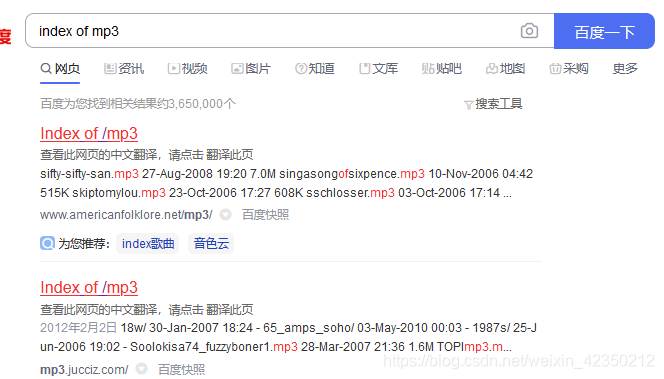 度
index of mp3
百度一下
网页 资讯 视频 图片 知道 文库 贴吧 地图 采购 更多
百度为您找到相关结果约3,650,000个 搜索工具
Index of /mp3
查看此网页的中文翻译，请点击 翻译此页
sifty-sifty-san.mp3 27-Aug-2008 19:20 7.0M singasongofsixpence.mp3 10-Nov-2006 04:42
515K skiptomylou.mp3 23-Oct-2006 17:27 608K sschlosser.mp3 03-Oct-2006 17:14 ...
www.americanfolklore.net/mp3/ 百度快照
为您推荐： index歌曲 音色云
Index of /mp3
查看此网页的中文翻译，请点击 翻译此页
2012年2月2日 18w/ 30-Jan-2007 18:24 - 65_amps_soho/ 03-May-2010 00:03 - 1987s/ 25-J
un-2006 19:02 - Soolokisa74_fuzzyboner1.mp3 28-Mar-2007 21:36 1.6M TOPImp3.m...
mp3.jucciz.com/ 百度快照
https://blog.csdn.net/weixin_42350212